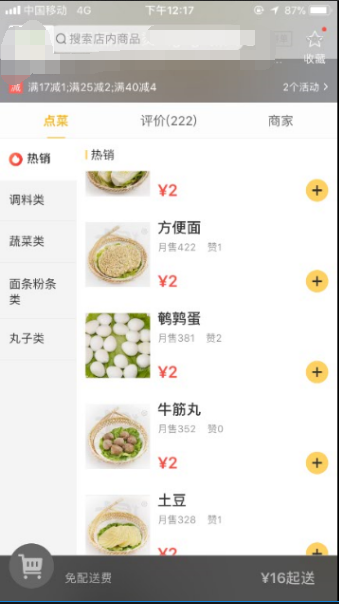 中国移动 4G 下午12:17 87%
搜索店内商品
收藏
减 满17减1;满25减2;满40减4 2个活动
点菜 评价(222) 商家
热销
调料类
蔬菜类
面条粉条
类
丸子类
热销
¥2
方便面
月售422 赞1
¥2
鹌鹑蛋
月售381 赞2
¥2
牛筋丸
月售352 赞0
¥2
土豆
月售328 赞1
¥2
免配送费 ¥16起送